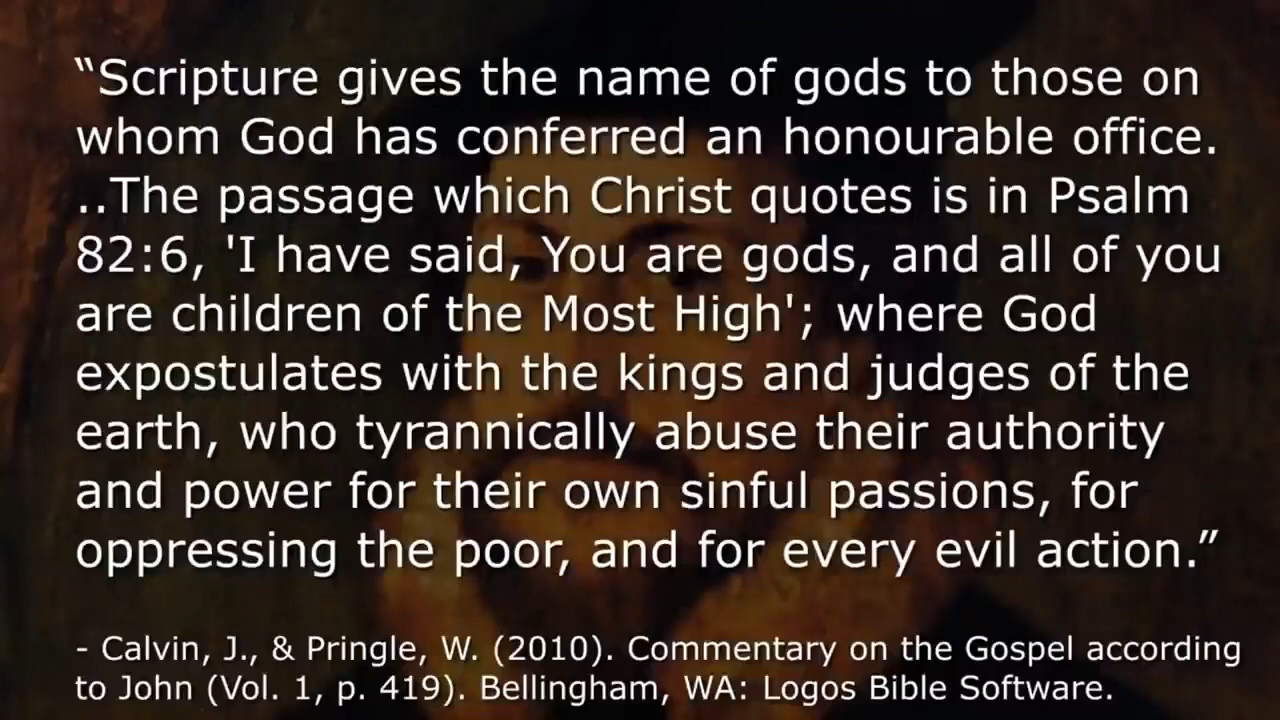 “Scripture gives the name of gods to those on
whom God has conferred an honourable office.
..The passage which Christ quotes is in Psalm
82:6, 'I have said, You are gods, and all of you
are children of the Most High'; where God
expostulates with the kings and judges of the
earth, who tyrannically abuse their authority
and power for their own sinful passions, for
oppressing the poor, and for every evil action.”
- Calvin, J., & Pringle, W. (2010). Commentary on the Gospel according
to John (Vol. 1, p. 419). Bellingham, WA: Logos Bible Software.